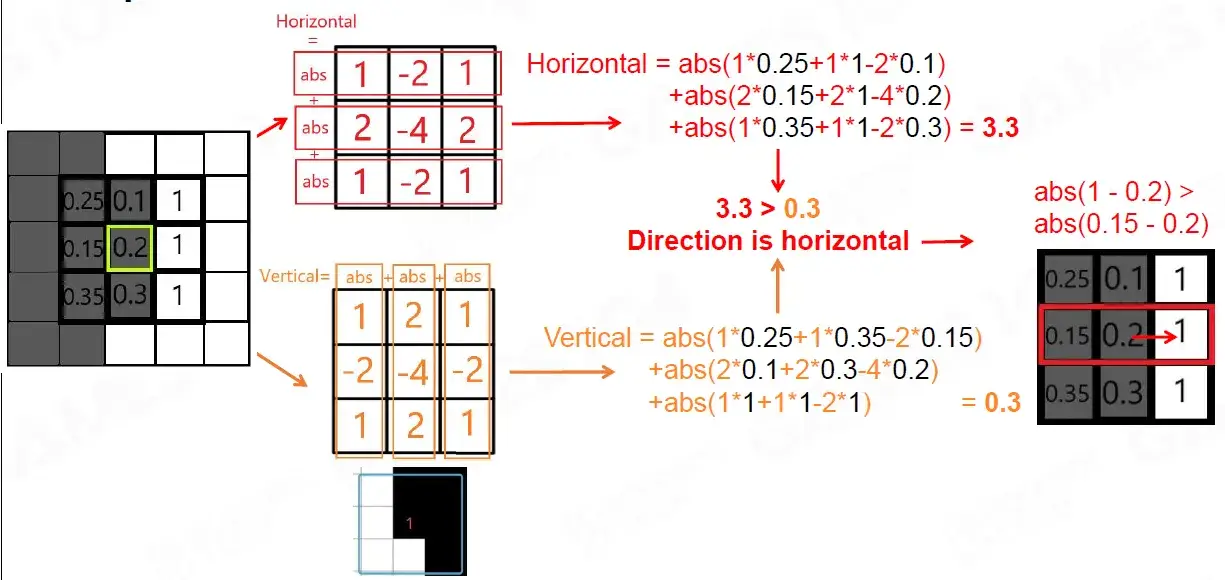 Horizontal
=
abs 1 -2 1
+
abs 2 -4 2
+
abs 1 -2 1
Horizontal = abs(1*0.25+1*1-2*0.1)
+abs(2*0.15+2*1-4*0.2)
+abs(1*0.35+1*1-2*0.3) = 3.3
0.25 0.1 1
0.15 0.2 1
0.35 0.3 1
3.3 > 0.3
Direction is horizontal
abs(1 - 0.2) >
abs(0.15 - 0.2)
0.25 0.1 1
0.15 0.2 1
0.35 0.3 1
Vertical= abs + abs + abs
1 2 1
-2 -4 -2
1 2 1
Vertical = abs(1*0.25+1*0.35-2*0.15)
+abs(2*0.1+2*0.3-4*0.2)
+abs(1*1+1*1-2*1) = 0.3
1